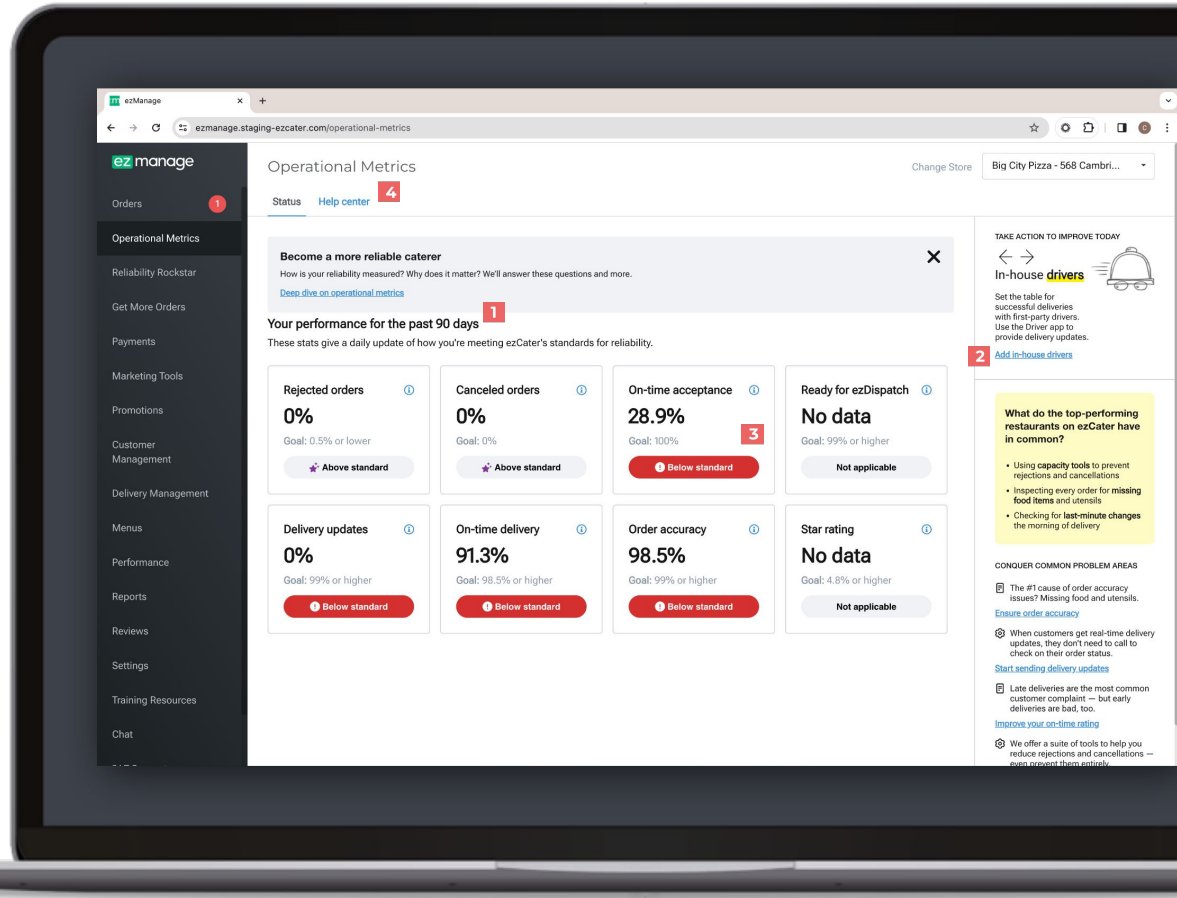 ezManage
ezmanage.staging-ezcater.com/operational-metrics
C
ez manage
Orders
1
Operational Metrics
Reliability Rockstar
Get More Orders
Payments
Marketing Tools
Promotions
Customer
Management
Delivery Management
Menus
Performance
Reports
Reviews
Settings
Training Resources
Chat
Operational Metrics
Change Store
Big City Pizza - 568 Cambri...
Status
Help center
4
Become a more reliable caterer
How is your reliability measured? Why does it matter? We'll answer these questions and more.
Deep dive on operational metrics
1
Your performance for the past 90 days
These stats give a daily update of how you're meeting ezCater's standards for reliability.
Rejected orders
0%
Goal: 0.5% or lower
Above standard
Canceled orders
0%
Goal: 0%
Above standard
On-time acceptance
28.9%
Goal: 100%
3
Below standard
Ready for ezDispatch
No data
Goal: 99% or higher
Not applicable
Delivery updates
0%
Goal: 99% or higher
Below standard
On-time delivery
91.3%
Goal: 98.5% or higher
Below standard
Order accuracy
98.5%
Goal: 99% or higher
Below standard
Star rating
No data
Goal: 4.8% or higher
Not applicable
TAKE ACTION TO IMPROVE TODAY
In-house drivers
Set the table for
successful deliveries
with first-party drivers.
Use the Driver app to
provide delivery updates.
2
Add in-house drivers
What do the top-performing
restaurants on ezCater have
in common?
• Using capacity tools to prevent
rejections and cancellations
• Inspecting every order for missing
food items and utensils
• Checking for last-minute changes
the morning of delivery
CONQUER COMMON PROBLEM AREAS
The #1 cause of order accuracy
issues? Missing food and utensils.
Ensure order accuracy
When customers get real-time delivery
updates, they don't need to call to
check on their order status.
Start sending delivery updates
Late deliveries are the most common
customer complaint — but early
deliveries are bad, too.
Improve your on-time rating
We offer a suite of tools to help you
reduce rejections and cancellations —
even prevent them entirely.